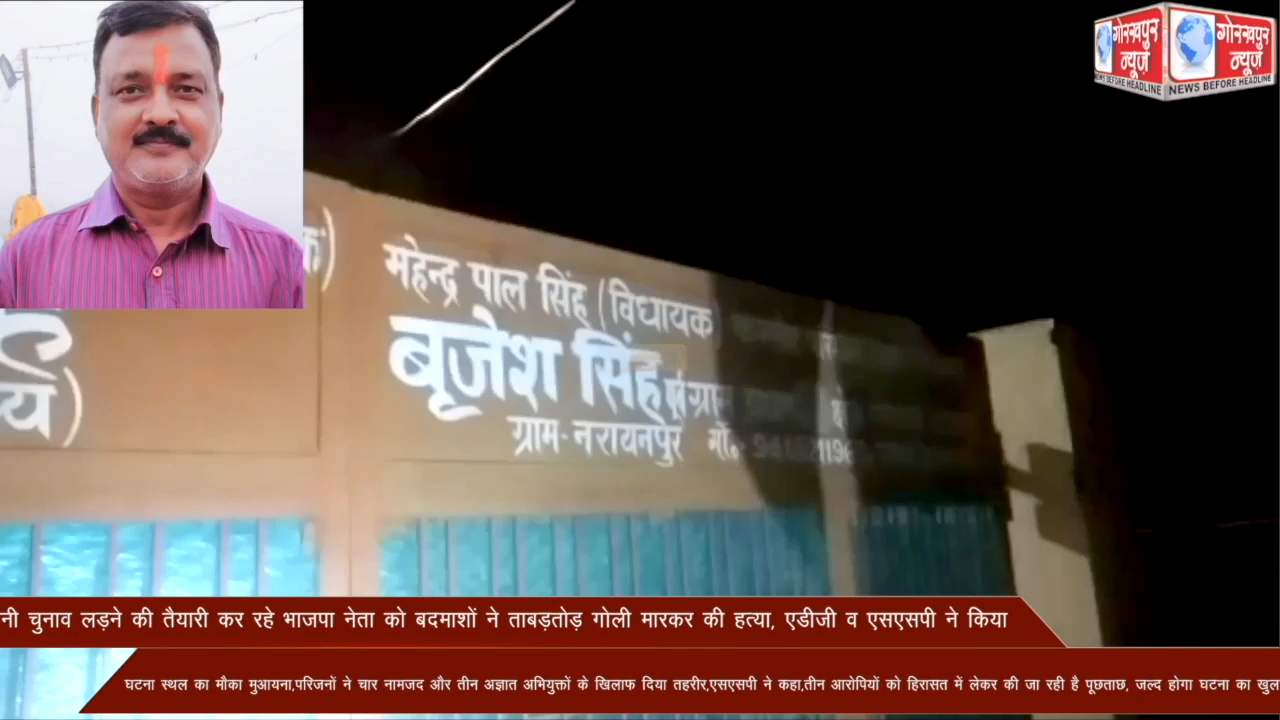 गोरखपुर
न्यूज़
NEWS BEFORE HEADLINE
गोरखपुर
न्यूज़
NEWS BEFORE HEADLINE
महेन्द्र पाल सिंह (विधायक
बृजेश सिंह पूर्व ग्राम
ग्राम-नरायनपुर मो०-
चुनाव लड़ने की तैयारी कर रहे भाजपा नेता को बदमाशों ने ताबड़तोड़ गोली मारकर की हत्या, एडीजी व एसएसपी ने किया
घटना स्थल का मौका मुआयना,परिजनों ने चार नामजद और तीन अज्ञात अभियुक्तों के खिलाफ दिया तहरीर,एसएसपी ने कहा,तीन आरोपियों को हिरासत में लेकर की जा रही है पूछताछ, जल्द होगा घटना का